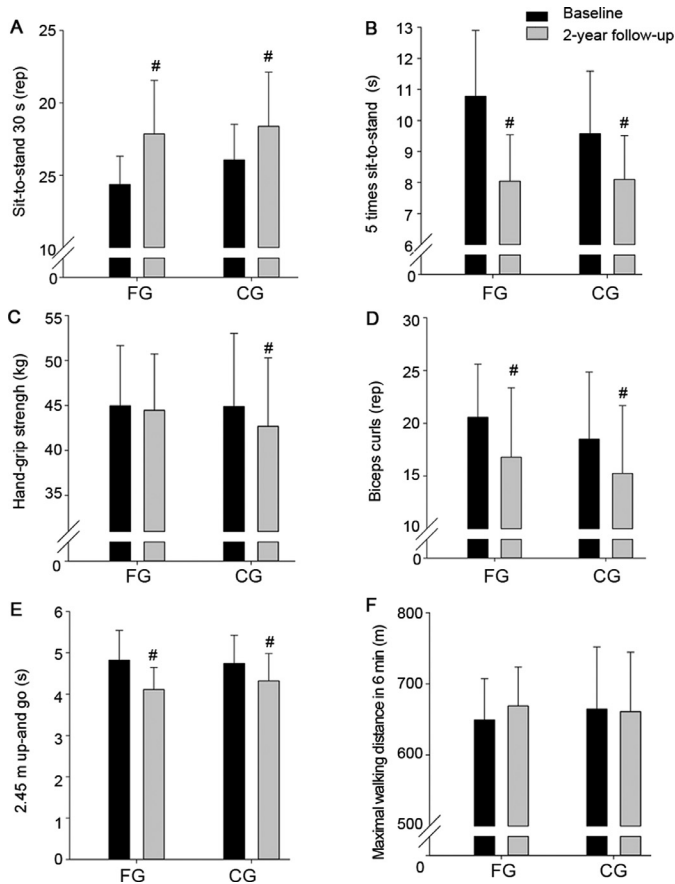 Baseline
2-year follow-up
A
Sit-to-stand 30 s (rep)
25
20
25
10
0
#
#
FG
CG
B
5 times sit-to-stand (s)
13
12
11
10
9
8
7
6
0
#
#
FG
CG
C
Hand-grip strengh (kg)
55
50
45
45
35
0
#
FG
CG
D
Biceps curls (rep)
30
25
20
15
10
0
#
#
FG
CG
E
2.45 m up-and go (s)
6
5
4
4
2
1
0
#
#
FG
CG
F
Maximal walking distance in 6 min (m)
800
700
600
500
0
FG
CG